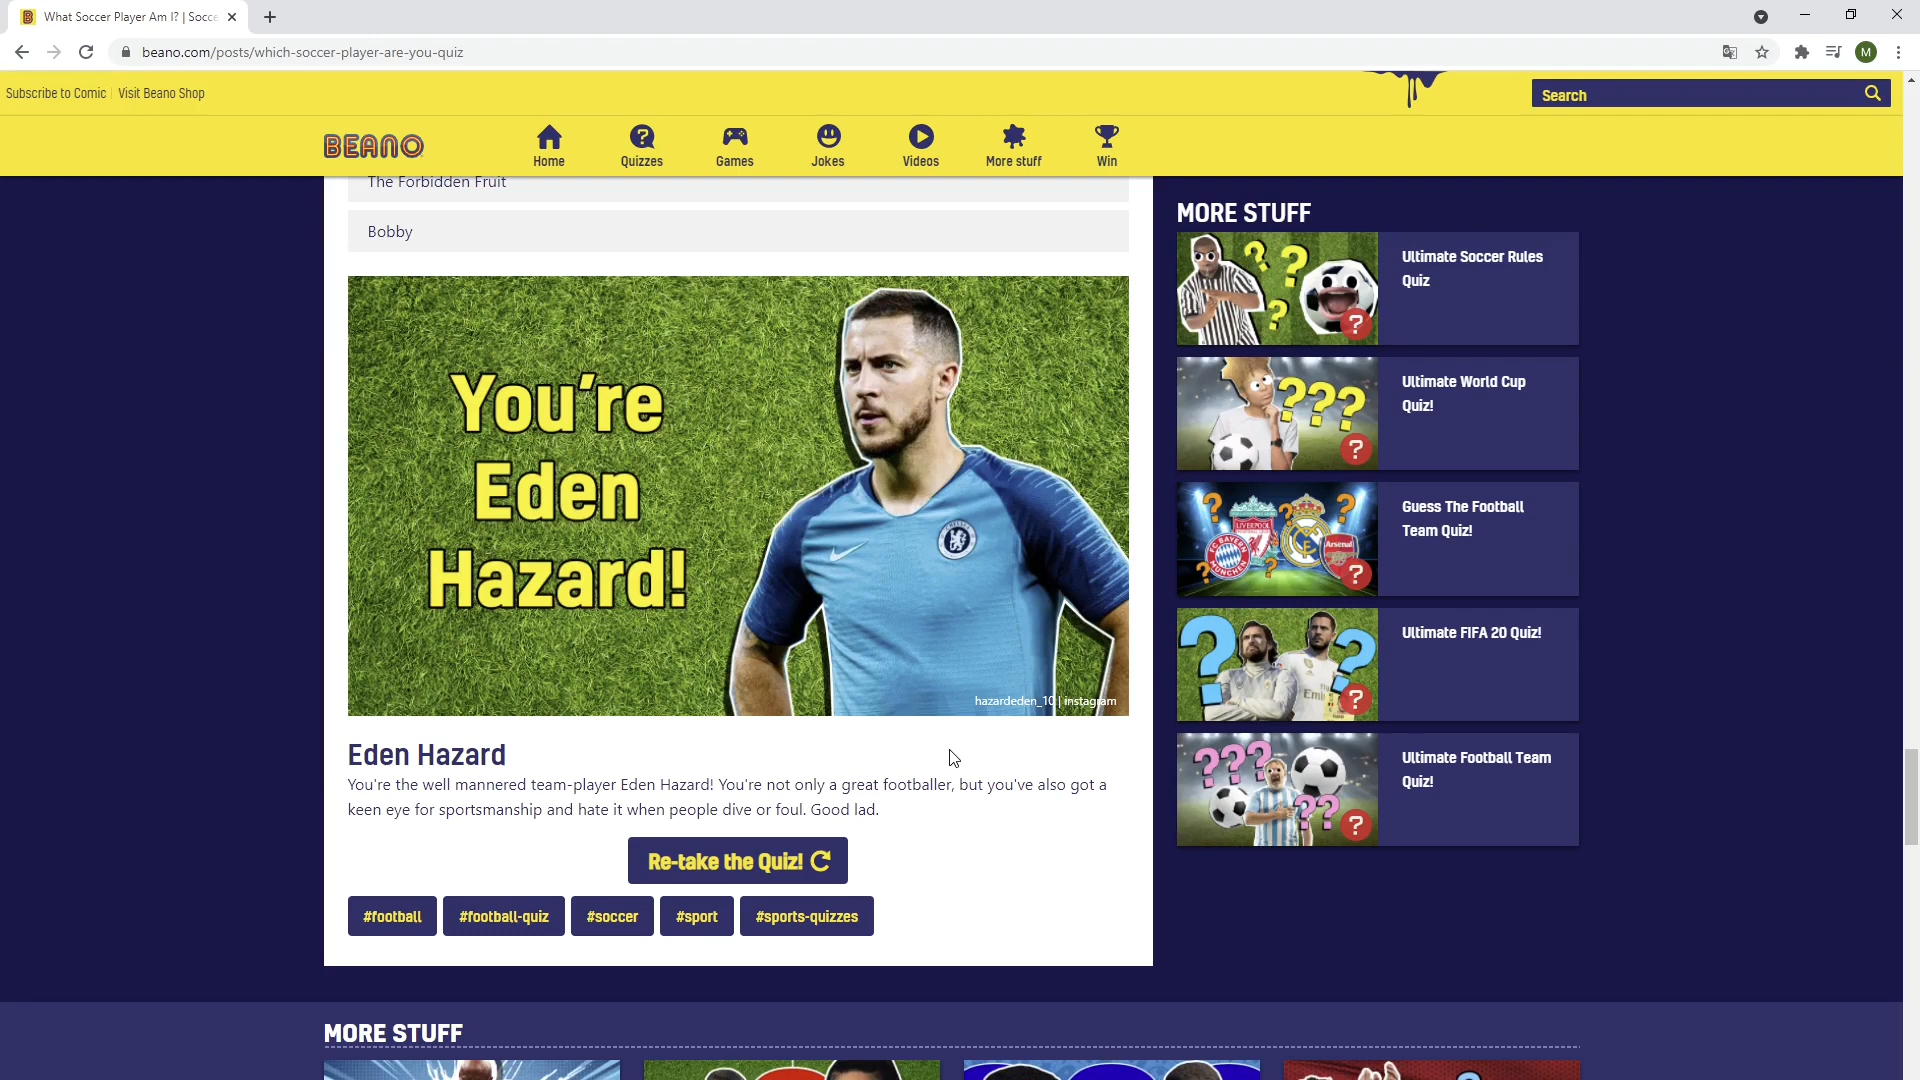 What Soccer Player Am I? | Socce
beano.com/posts/which-soccer-player-are-you-quiz
M
Subscribe to Comic | Visit Beano Shop
Search
BEANO
Home
Quizzes
Games
Jokes
Videos
More stuff
Win
The Forbidden Fruit
Bobby
You're
Eden
Hazard!
hazardeden_10 | instagram
Eden Hazard
You're the well mannered team-player Eden Hazard! You're not only a great footballer, but you've also got a
keen eye for sportsmanship and hate it when people dive or foul. Good lad.
Re-take the Quiz!
#football
#football-quiz
#soccer
#sport
#sports-quizzes
MORE STUFF
Ultimate Soccer Rules
Quiz
Ultimate World Cup
Quiz!
Guess The Football
Team Quiz!
Ultimate FIFA 20 Quiz!
Ultimate Football Team
Quiz!
MORE STUFF